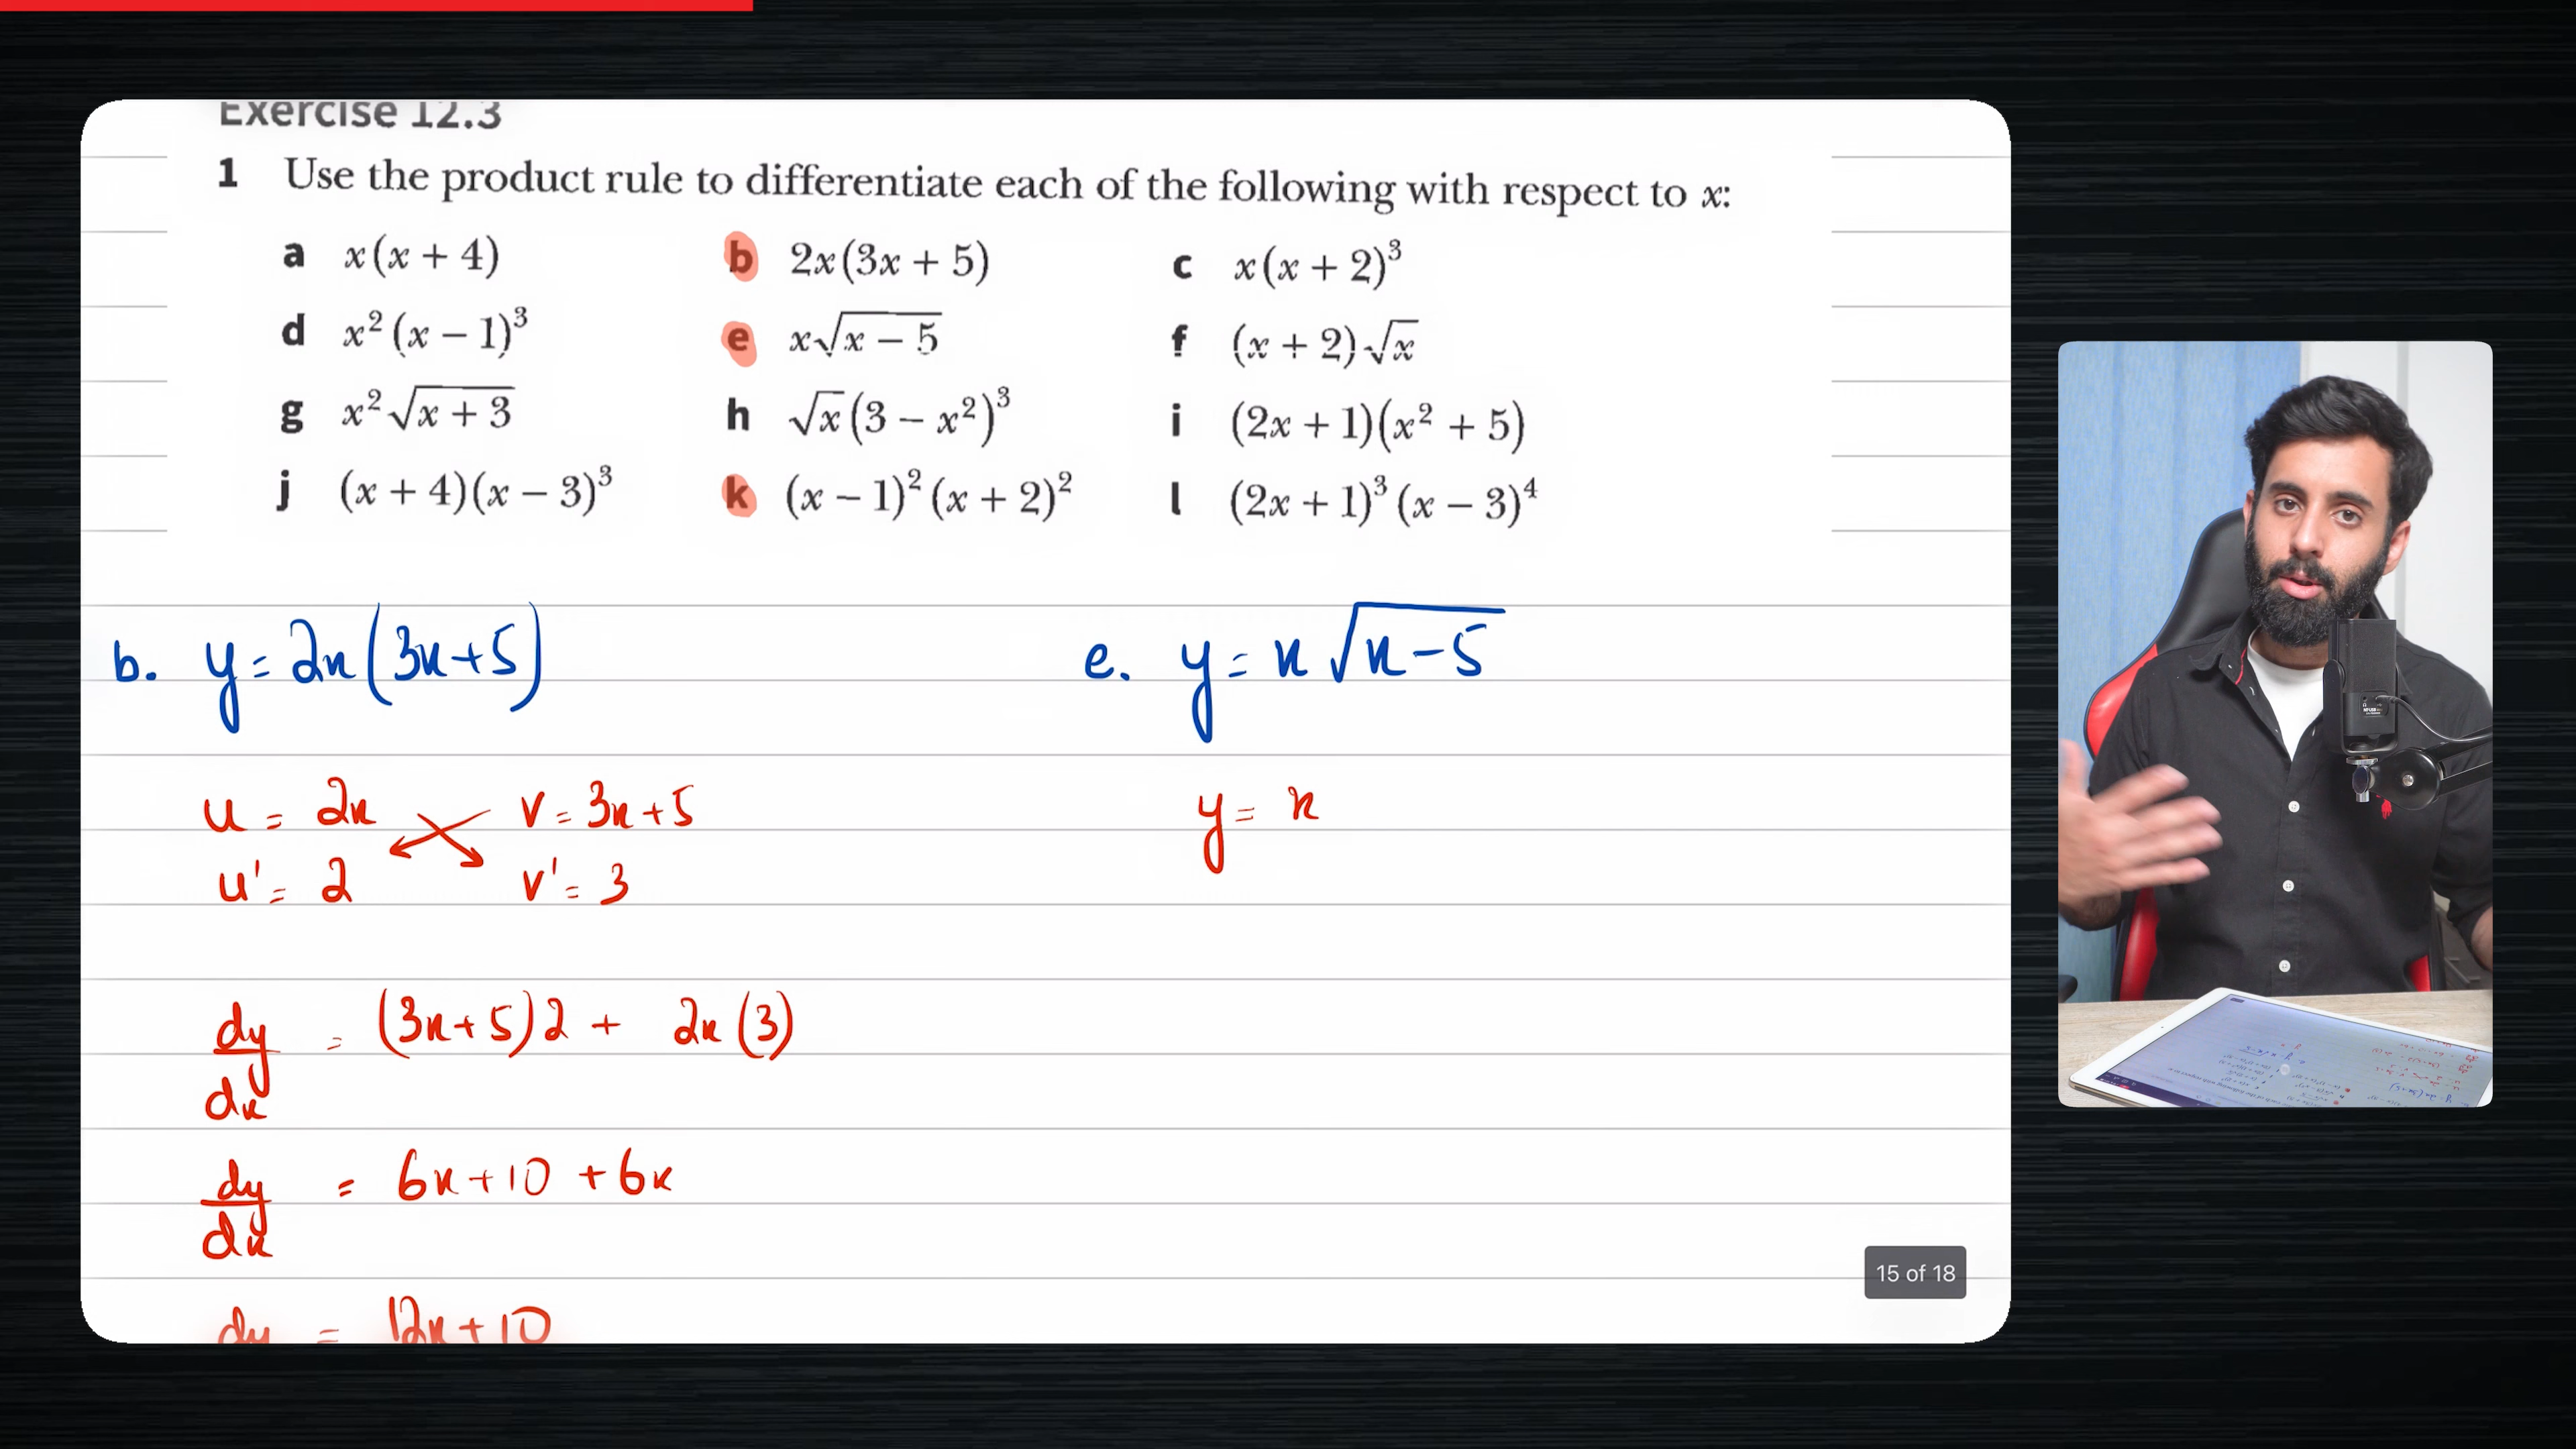 Exercise 12.3
1 Use the product rule to differentiate each of the following with respect to x:
a x(x + 4) b 2x(3x + 5) c x(x + 2)³
d x²(x − 1)³ e x√(x − 5) f (x + 2)√x
g x²√(x + 3) h √x(3 − x²)³ i (2x + 1)(x² + 5)
j (x + 4)(x − 3)³ k (x − 1)²(x + 2)² l (2x + 1)³(x − 3)⁴
b. y = 2x(3x+5)
u = 2x v = 3x+5
u' = 2 v' = 3
dy/dx = (3x+5)2 + 2x(3)
dy/dx = 6x+10 +6x
dy = 12x+10
e. y = x√(x−5)
y = x
15 of 18